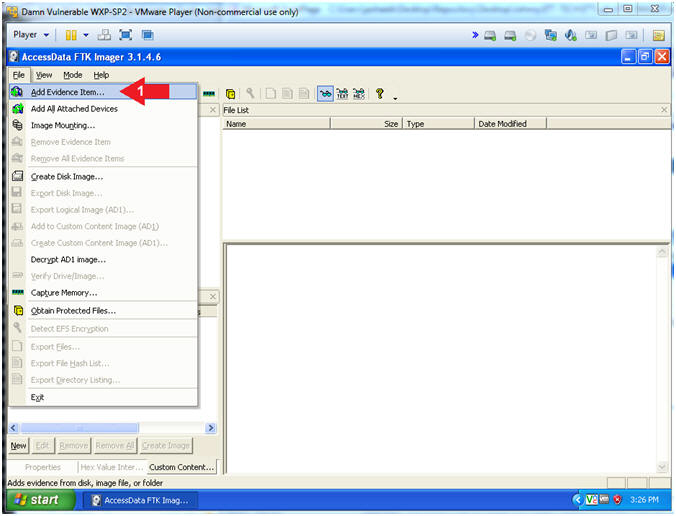 Damn Vulnerable WXP-SP2 - VMware Player (Non-commercial use only)
Player
AccessData FTK Imager 3.1.4.6
File View Mode Help
Add Evidence Item...
1
Add All Attached Devices
Image Mounting...
Remove Evidence Item
Remove All Evidence Items
Create Disk Image...
Export Disk Image...
Export Logical Image (AD1)...
Add to Custom Content Image (AD1)
Create Custom Content Image (AD1)...
Decrypt AD1 image...
Verify Drive/Image...
Capture Memory...
Obtain Protected Files...
Detect EFS Encryption
Export Files...
Export File Hash List...
Export Directory Listing...
Exit
TEXT HEX
File List
Name Size Type Date Modified
New Edit Remove Remove All Create Image
Properties Hex Value Inter... Custom Content...
Adds evidence from disk, image file, or folder
start AccessData FTK Imag... 3:26 PM